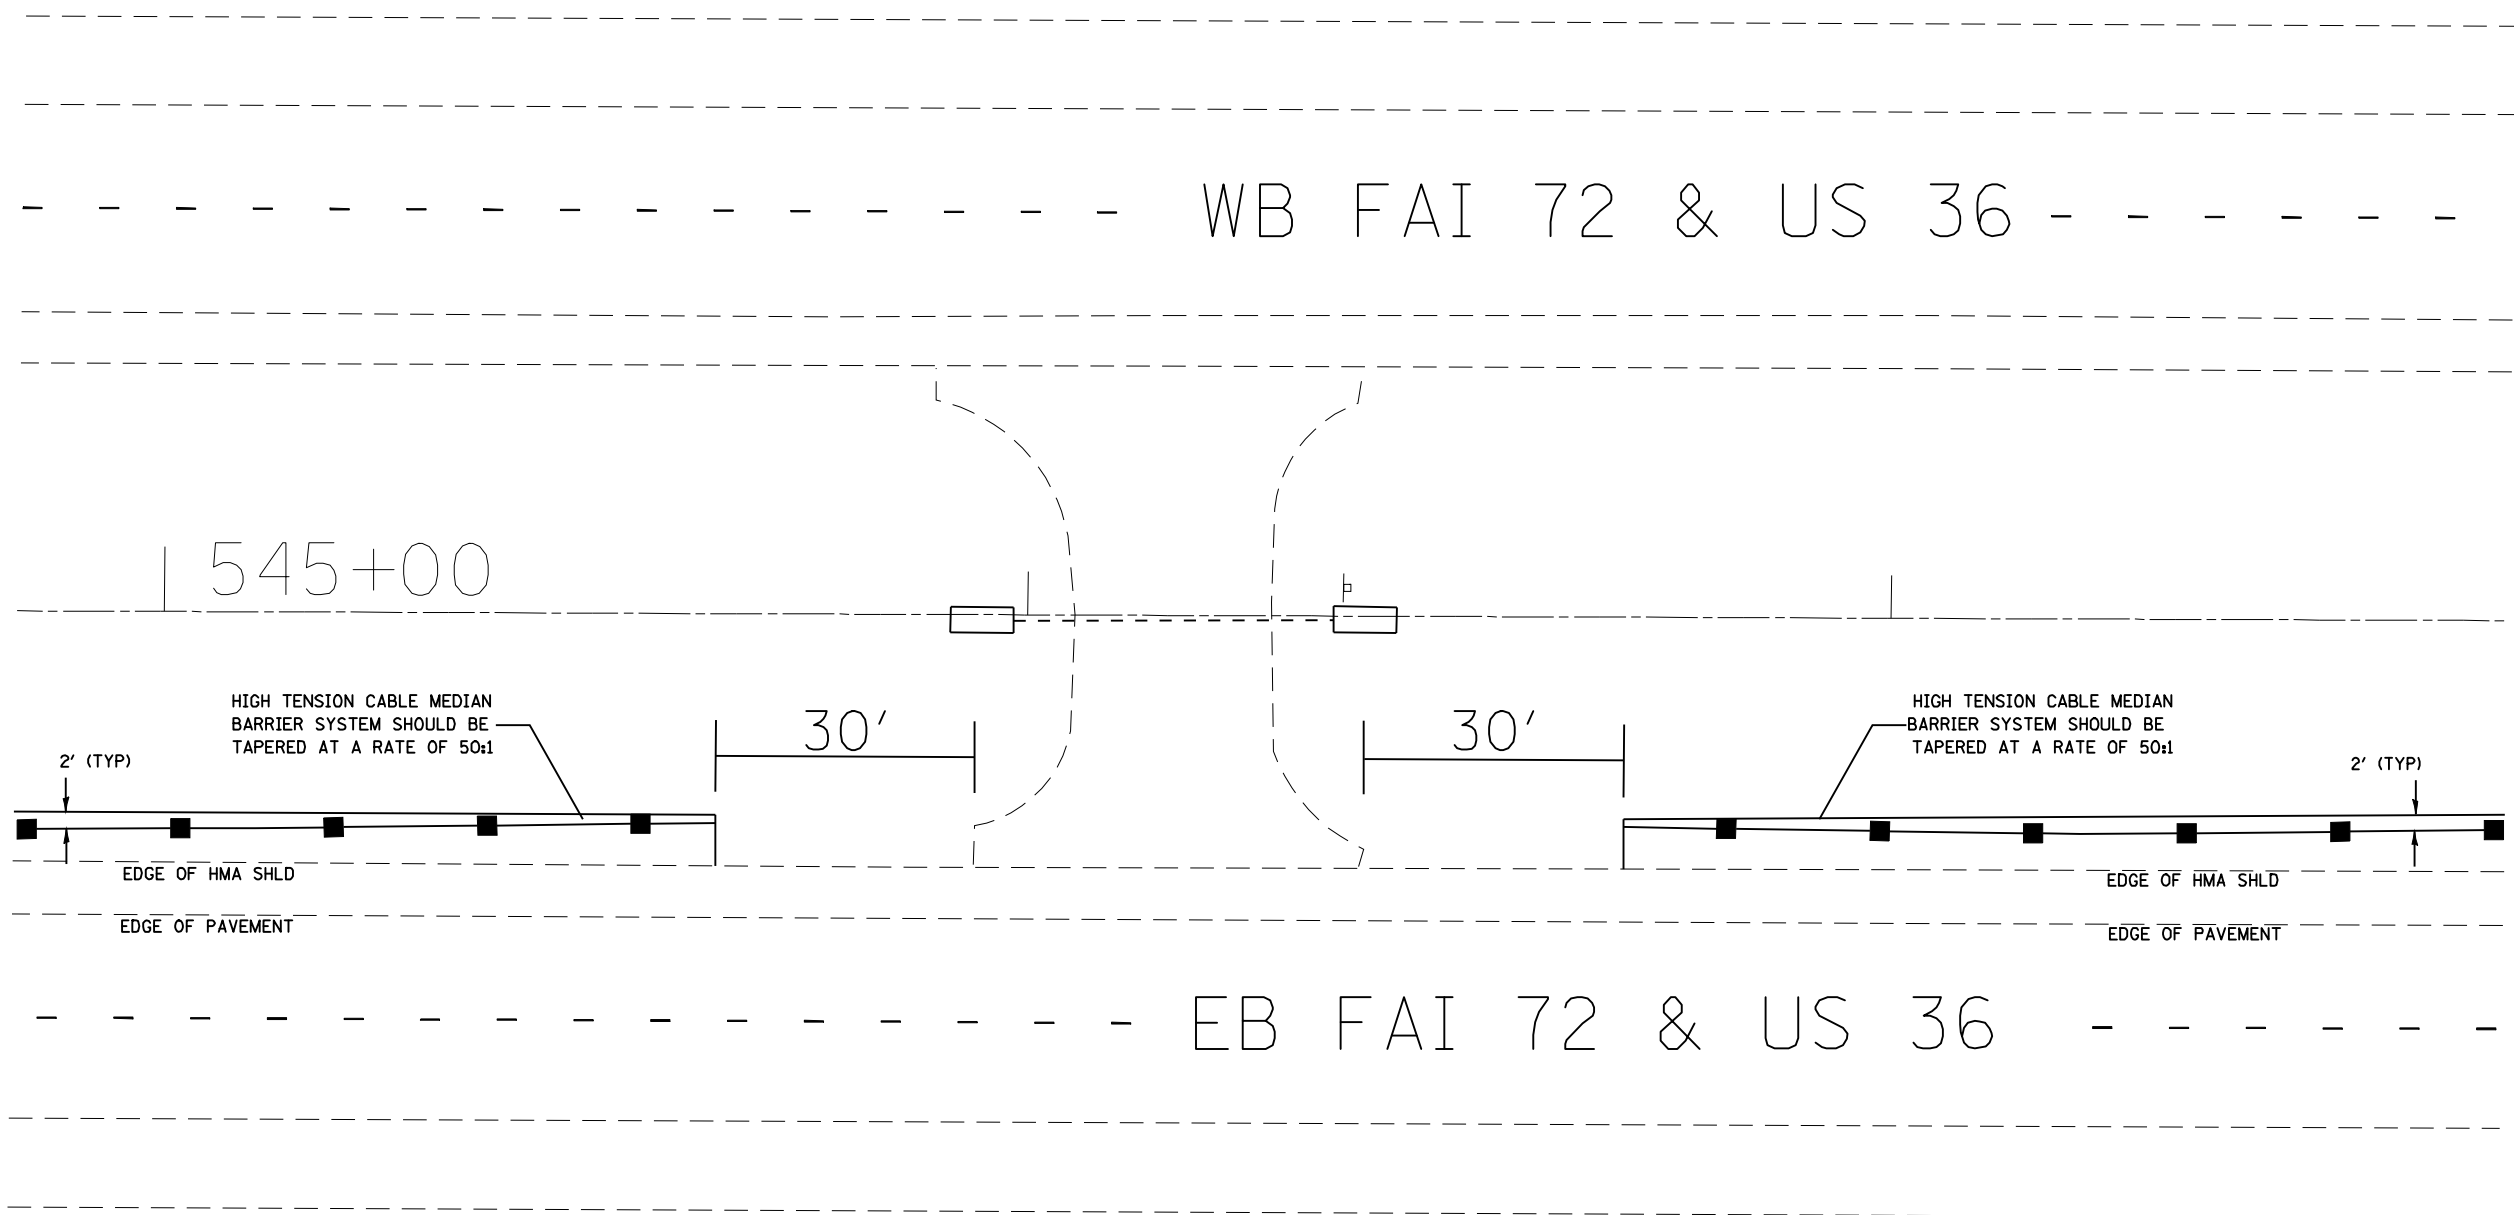 WB FAI 72 & US 36
545+00
HIGH TENSION CABLE MEDIAN
BARRIER SYSTEM SHOULD BE
TAPERED AT A RATE OF 50:1
30'
30'
HIGH TENSION CABLE MEDIAN
BARRIER SYSTEM SHOULD BE
TAPERED AT A RATE OF 50:1
2' (TYP)
2' (TYP)
EDGE OF HMA SHLD
EDGE OF HMA SHLD
EDGE OF PAVEMENT
EDGE OF PAVEMENT
EB FAI 72 & US 36